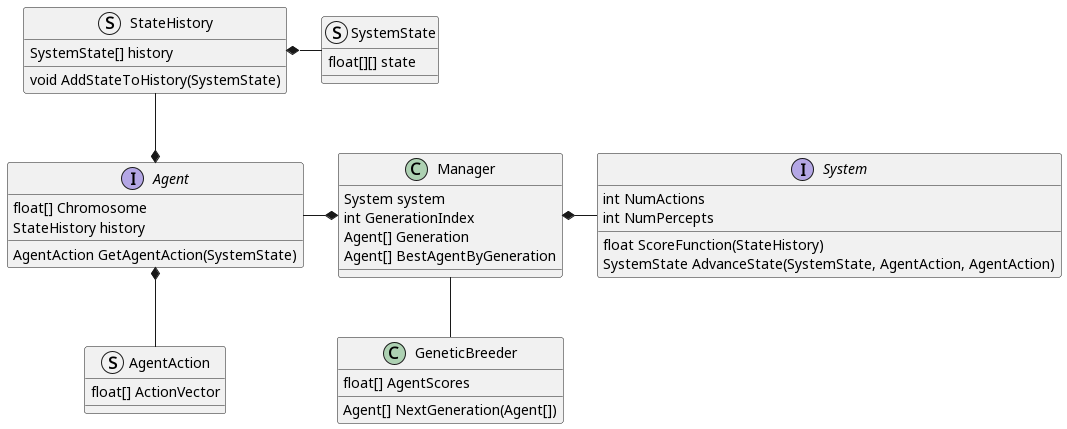 S StateHistory
SystemState[] history
void AddStateToHistory(SystemState)
S SystemState
float[][] state
I Agent
float[] Chromosome
StateHistory history
AgentAction GetAgentAction(SystemState)
C Manager
System system
int GenerationIndex
Agent[] Generation
Agent[] BestAgentByGeneration
I System
int NumActions
int NumPercepts
float ScoreFunction(StateHistory)
SystemState AdvanceState(SystemState, AgentAction, AgentAction)
S AgentAction
float[] ActionVector
C GeneticBreeder
float[] AgentScores
Agent[] NextGeneration(Agent[])